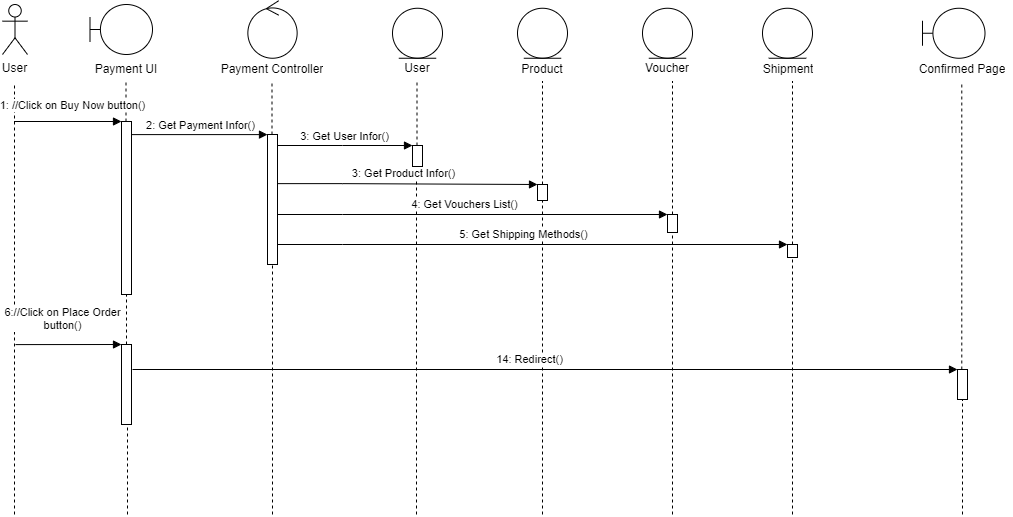 User
Payment UI
Payment Controller
User
Product
Voucher
Shipment
Confirmed Page
1: //Click on Buy Now button()
2: Get Payment Infor()
3: Get User Infor()
3: Get Product Infor()
4: Get Vouchers List()
5: Get Shipping Methods()
6://Click on Place Order
button()
14: Redirect()